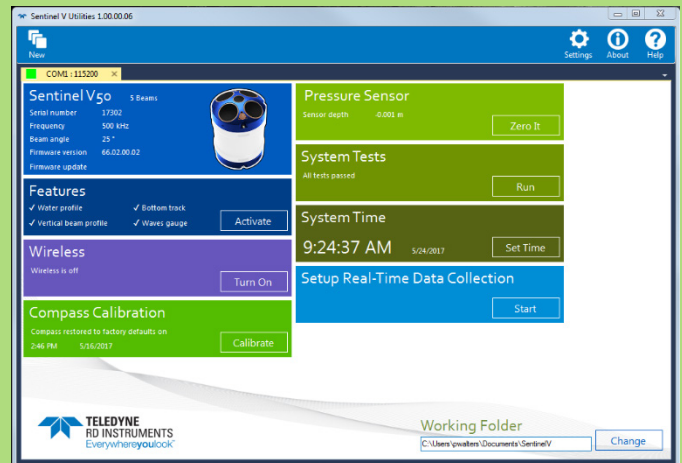 Sentinel V Utilities 1.00.00.06
New
Settings About Help
COM1 : 115200 ×
Sentinel V50 5 Beams
Serial number 17302
Frequency 500 kHz
Beam angle 25 °
Firmware version 66.02.00.02
Firmware update
Features
✓ Water profile ✓ Bottom track
✓ Vertical beam profile ✓ Waves gauge
Activate
Wireless
Wireless is off
Turn On
Compass Calibration
Compass restored to factory defaults on
2:46 PM 5/16/2017
Calibrate
Pressure Sensor
Sensor depth -0.001 m
Zero It
System Tests
All tests passed
Run
System Time
9:24:37 AM 5/24/2017
Set Time
Setup Real-Time Data Collection
Start
TELEDYNE
RD INSTRUMENTS
Everywhereyoulook™
Working Folder
C:\Users\pwalters\Documents\SentinelV
Change